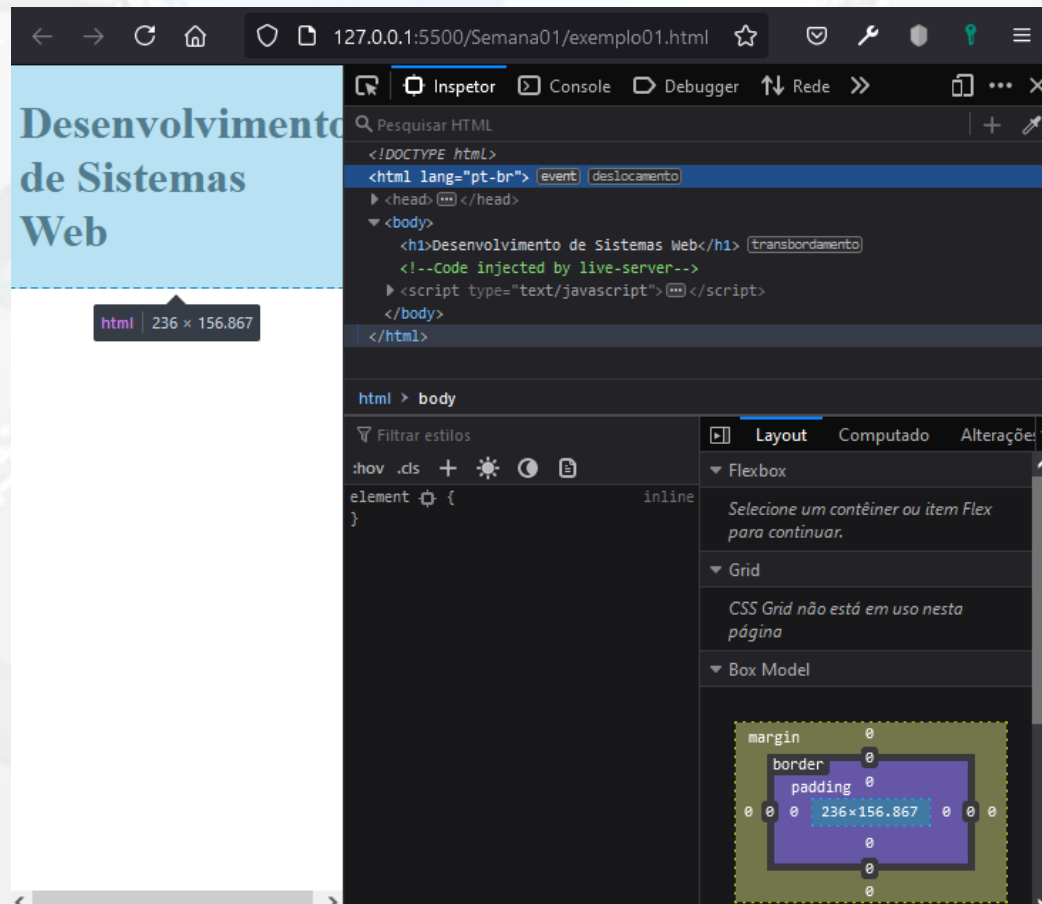 127.0.0.1:5500/Semana01/exemplo01.html
Desenvolvimento
de Sistemas
Web
html 236 × 156.867
Inspetor Console Debugger Rede
Pesquisar HTML
<!DOCTYPE html>
<html lang="pt-br"> event deslocamento
<head> </head>
<body>
<h1>Desenvolvimento de Sistemas Web</h1> transbordamento
<!--Code injected by live-server-->
<script type="text/javascript"> </script>
</body>
</html>
html > body
Filtrar estilos
:hov .cls +
element { inline
}
Layout Computado Alteraçõe
Flexbox
Selecione um contêiner ou item Flex
para continuar.
Grid
CSS Grid não está em uso nesta
página
Box Model
margin 0
border 0
padding 0
0 0 0 236×156.867 0 0 0
0
0
0